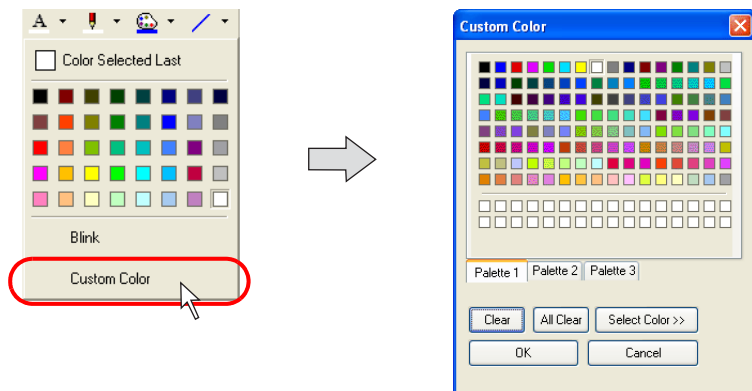 A
Color Selected Last
Blink
Custom Color
Custom Color
Palette 1 Palette 2 Palette 3
Clear All Clear Select Color >>
OK Cancel